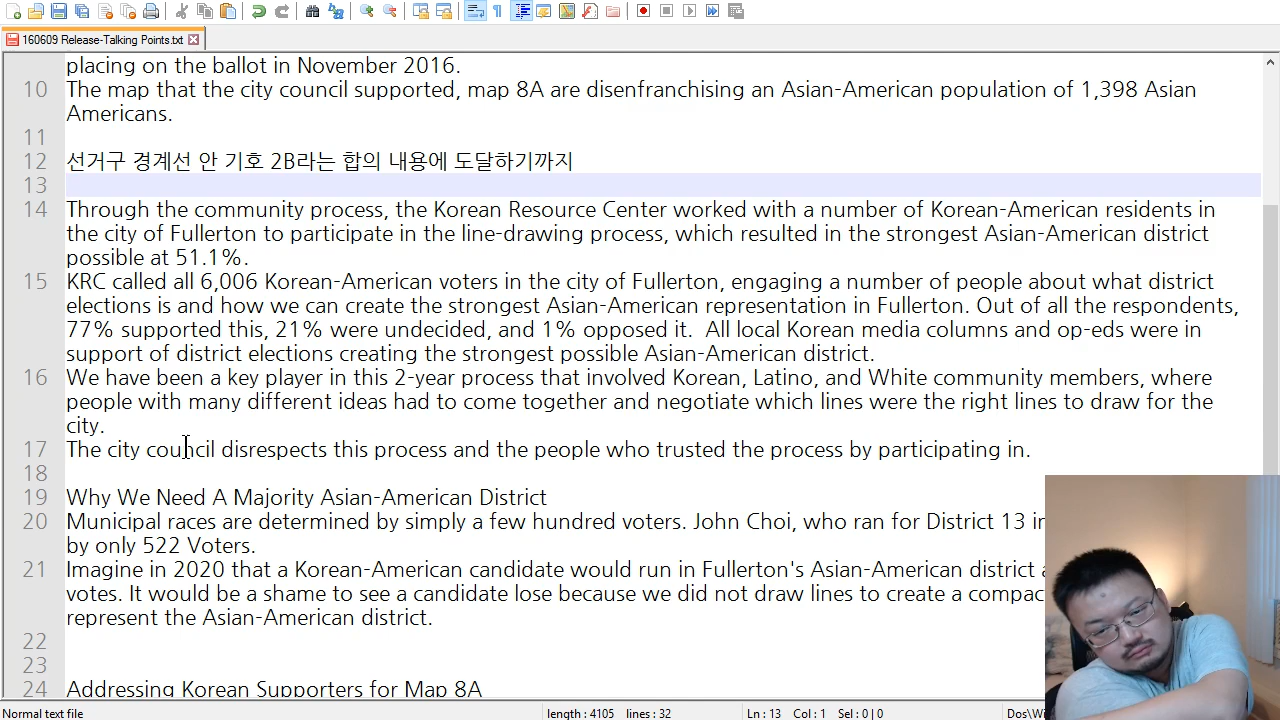 160609 Release-Talking Points.txt
placing on the ballot in November 2016.
10 The map that the city council supported, map 8A are disenfranchising an Asian-American population of 1,398 Asian
Americans.
11
12 선거구 경계선 안 기호 2B라는 합의 내용에 도달하기까지
13
14 Through the community process, the Korean Resource Center worked with a number of Korean-American residents in
the city of Fullerton to participate in the line-drawing process, which resulted in the strongest Asian-American district
possible at 51.1%.
15 KRC called all 6,006 Korean-American voters in the city of Fullerton, engaging a number of people about what district
elections is and how we can create the strongest Asian-American representation in Fullerton. Out of all the respondents,
77% supported this, 21% were undecided, and 1% opposed it.  All local Korean media columns and op-eds were in
support of district elections creating the strongest possible Asian-American district.
16 We have been a key player in this 2-year process that involved Korean, Latino, and White community members, where
people with many different ideas had to come together and negotiate which lines were the right lines to draw for the
city.
17 The city council disrespects this process and the people who trusted the process by participating in.
18
19 Why We Need A Majority Asian-American District
20 Municipal races are determined by simply a few hundred voters. John Choi, who ran for District 13 in
by only 522 Voters.
21 Imagine in 2020 that a Korean-American candidate would run in Fullerton's Asian-American district
votes. It would be a shame to see a candidate lose because we did not draw lines to create a compac
represent the Asian-American district.
22
23
24 Addressing Korean Supporters for Map 8A
Normal text file length : 4105 lines : 32 Ln : 13 Col : 1 Sel : 0 | 0 Dos\W